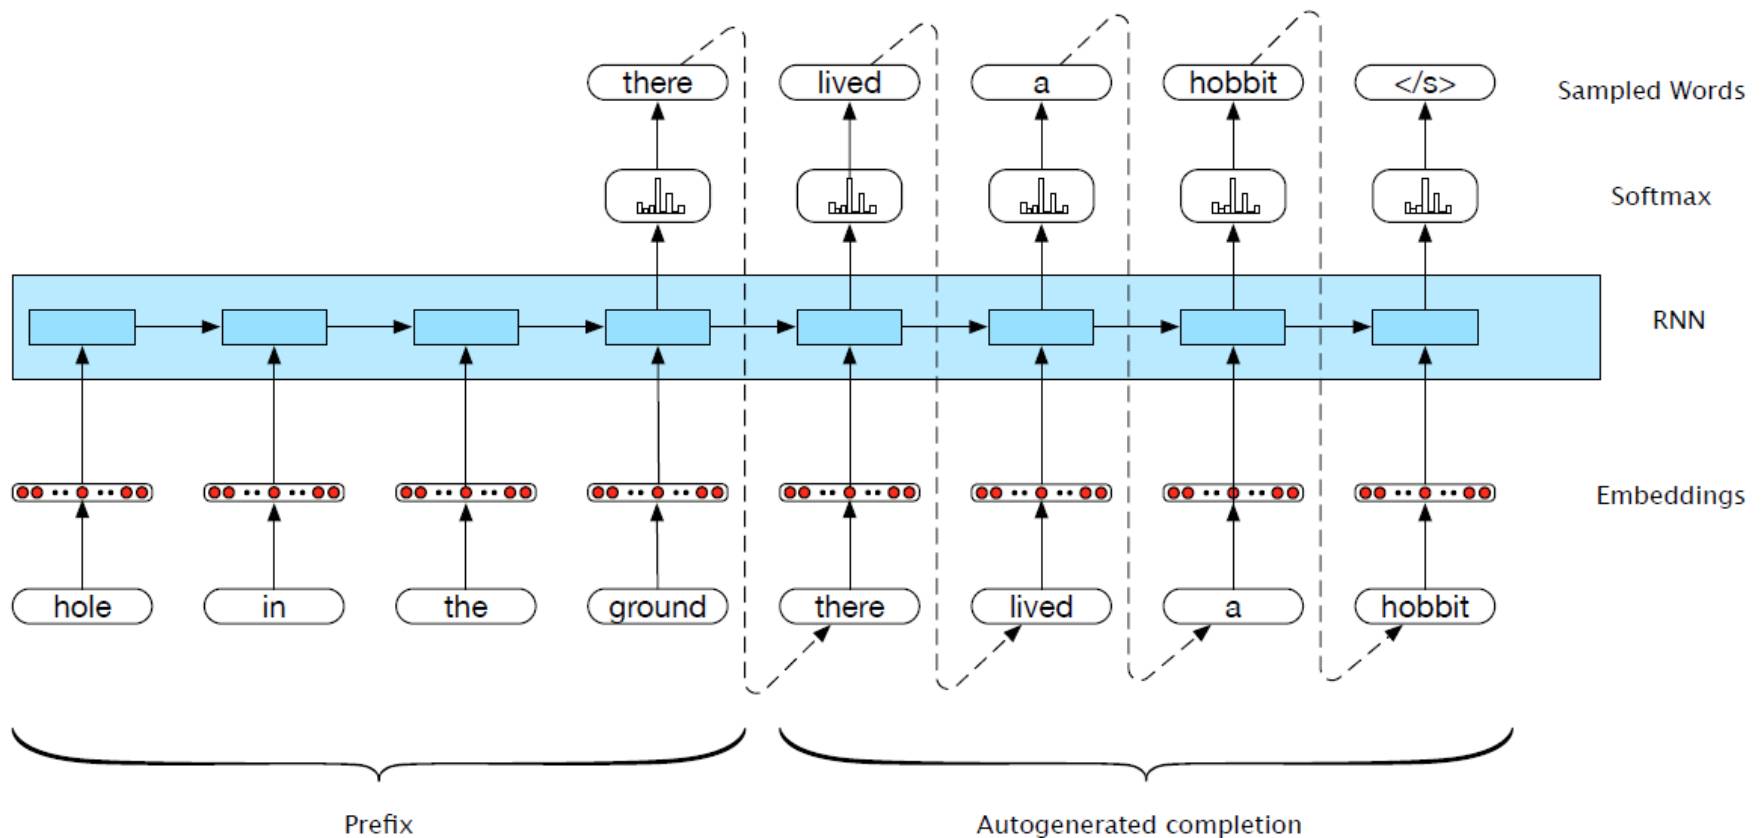 there lived a hobbit </s> Sampled Words
Softmax
RNN
Embeddings
hole in the ground there lived a hobbit
Prefix Autogenerated completion